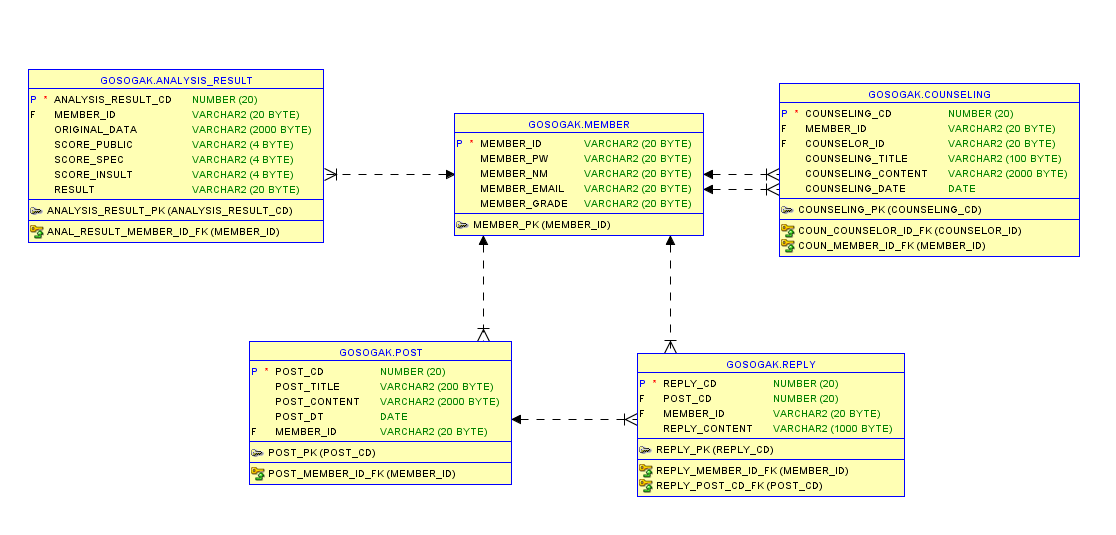 GOSOGAK.ANALYSIS_RESULT
P * ANALYSIS_RESULT_CD NUMBER (20)
F MEMBER_ID VARCHAR2 (20 BYTE)
ORIGINAL_DATA VARCHAR2 (2000 BYTE)
SCORE_PUBLIC VARCHAR2 (4 BYTE)
SCORE_SPEC VARCHAR2 (4 BYTE)
SCORE_INSULT VARCHAR2 (4 BYTE)
RESULT VARCHAR2 (20 BYTE)
ANALYSIS_RESULT_PK (ANALYSIS_RESULT_CD)
ANAL_RESULT_MEMBER_ID_FK (MEMBER_ID)
GOSOGAK.MEMBER
P * MEMBER_ID VARCHAR2 (20 BYTE)
MEMBER_PW VARCHAR2 (20 BYTE)
MEMBER_NM VARCHAR2 (20 BYTE)
MEMBER_EMAIL VARCHAR2 (20 BYTE)
MEMBER_GRADE VARCHAR2 (20 BYTE)
MEMBER_PK (MEMBER_ID)
GOSOGAK.COUNSELING
P * COUNSELING_CD NUMBER (20)
F MEMBER_ID VARCHAR2 (20 BYTE)
F COUNSELOR_ID VARCHAR2 (20 BYTE)
COUNSELING_TITLE VARCHAR2 (100 BYTE)
COUNSELING_CONTENT VARCHAR2 (2000 BYTE)
COUNSELING_DATE DATE
COUNSELING_PK (COUNSELING_CD)
COUN_COUNSELOR_ID_FK (COUNSELOR_ID)
COUN_MEMBER_ID_FK (MEMBER_ID)
GOSOGAK.POST
P * POST_CD NUMBER (20)
POST_TITLE VARCHAR2 (200 BYTE)
POST_CONTENT VARCHAR2 (2000 BYTE)
POST_DT DATE
F MEMBER_ID VARCHAR2 (20 BYTE)
POST_PK (POST_CD)
POST_MEMBER_ID_FK (MEMBER_ID)
GOSOGAK.REPLY
P * REPLY_CD NUMBER (20)
F POST_CD NUMBER (20)
F MEMBER_ID VARCHAR2 (20 BYTE)
REPLY_CONTENT VARCHAR2 (1000 BYTE)
REPLY_PK (REPLY_CD)
REPLY_MEMBER_ID_FK (MEMBER_ID)
REPLY_POST_CD_FK (POST_CD)